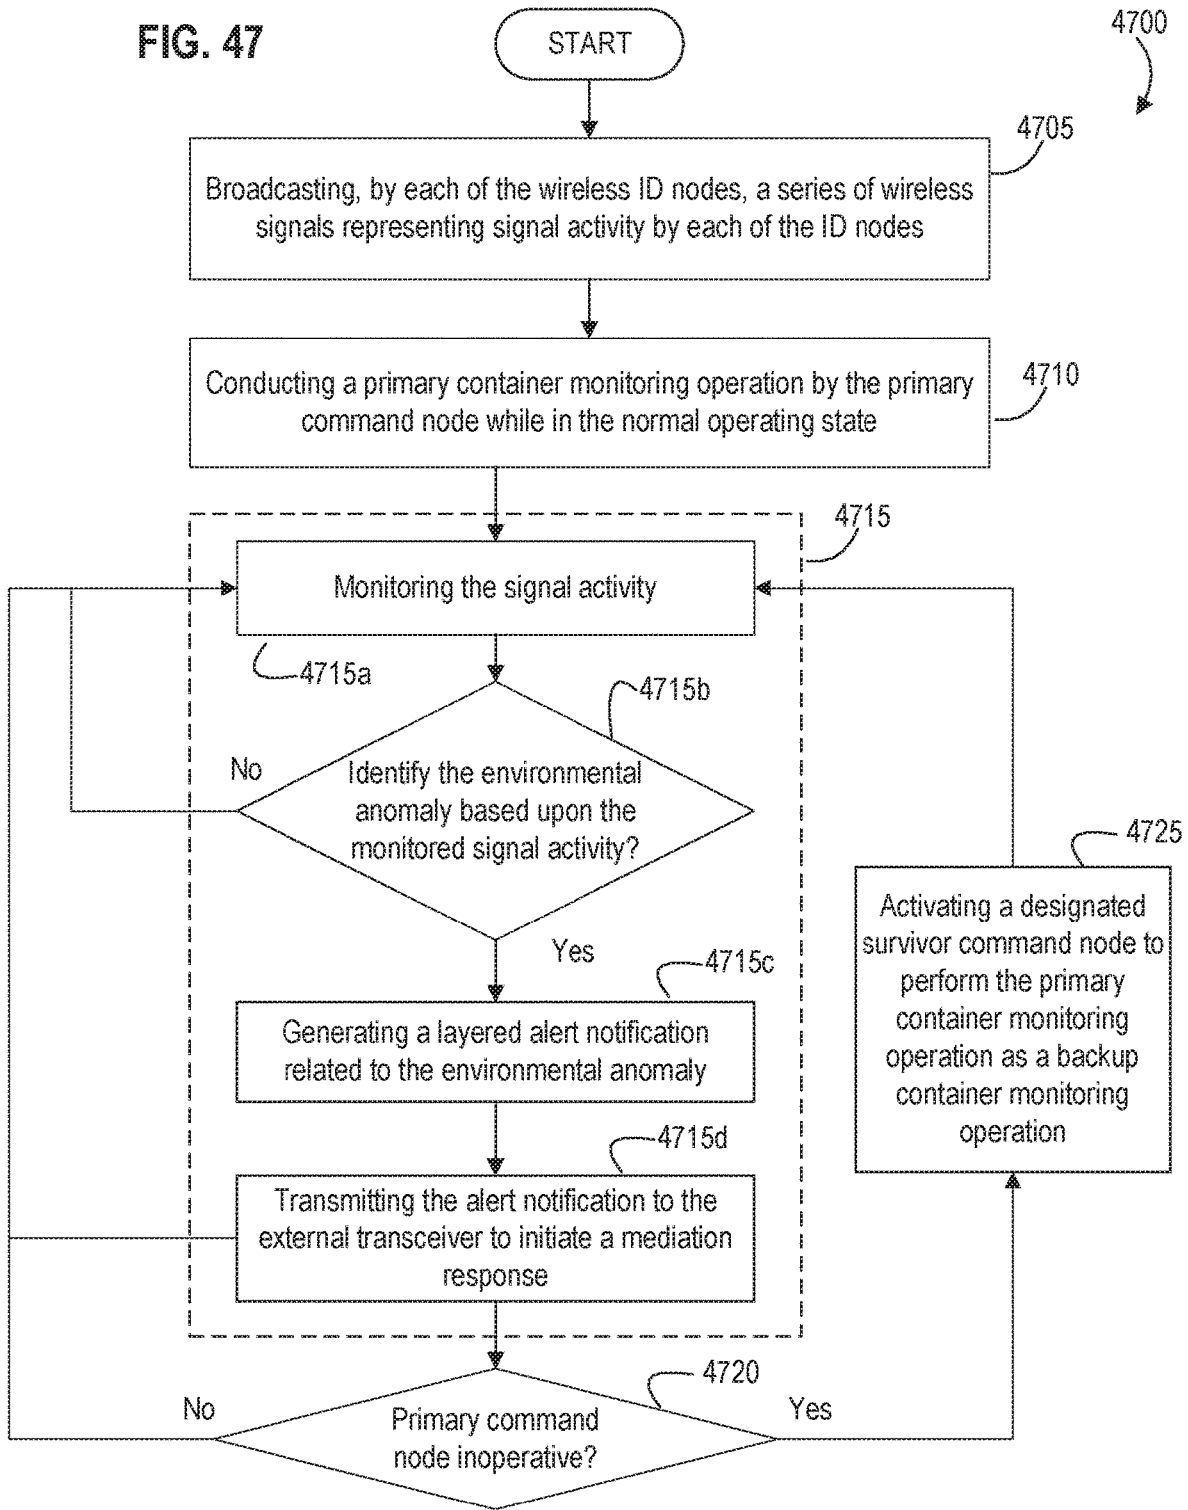 FIG. 47
START
4700
4705
Broadcasting, by each of the wireless ID nodes, a series of wireless
signals representing signal activity by each of the ID nodes
Conducting a primary container monitoring operation by the primary
command node while in the normal operating state
4710
4715
Monitoring the signal activity
4715a
4715b
No
Identify the environmental
anomaly based upon the
monitored signal activity?
Yes
4715c
Generating a layered alert notification
related to the environmental anomaly
4715d
Transmitting the alert notification to the
external transceiver to initiate a mediation
response
4725
Activating a designated
survivor command node to
perform the primary
container monitoring
operation as a backup
container monitoring
operation
4720
No
Primary command
node inoperative?
Yes